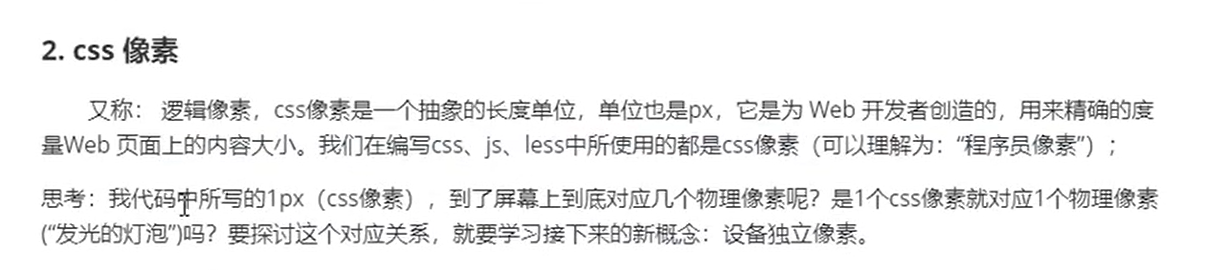 2. css 像素
又称： 逻辑像素，css像素是一个抽象的长度单位，单位也是px，它是为 Web 开发者创造的，用来精确的度
量Web 页面上的内容大小。我们在编写css、js、less中所使用的都是css像素（可以理解为：“程序员像素”）；
思考：我代码中所写的1px（css像素），到了屏幕上到底对应几个物理像素呢？是1个css像素就对应1个物理像素
(“发光的灯泡”)吗？要探讨这个对应关系，就要学习接下来的新概念：设备独立像素。